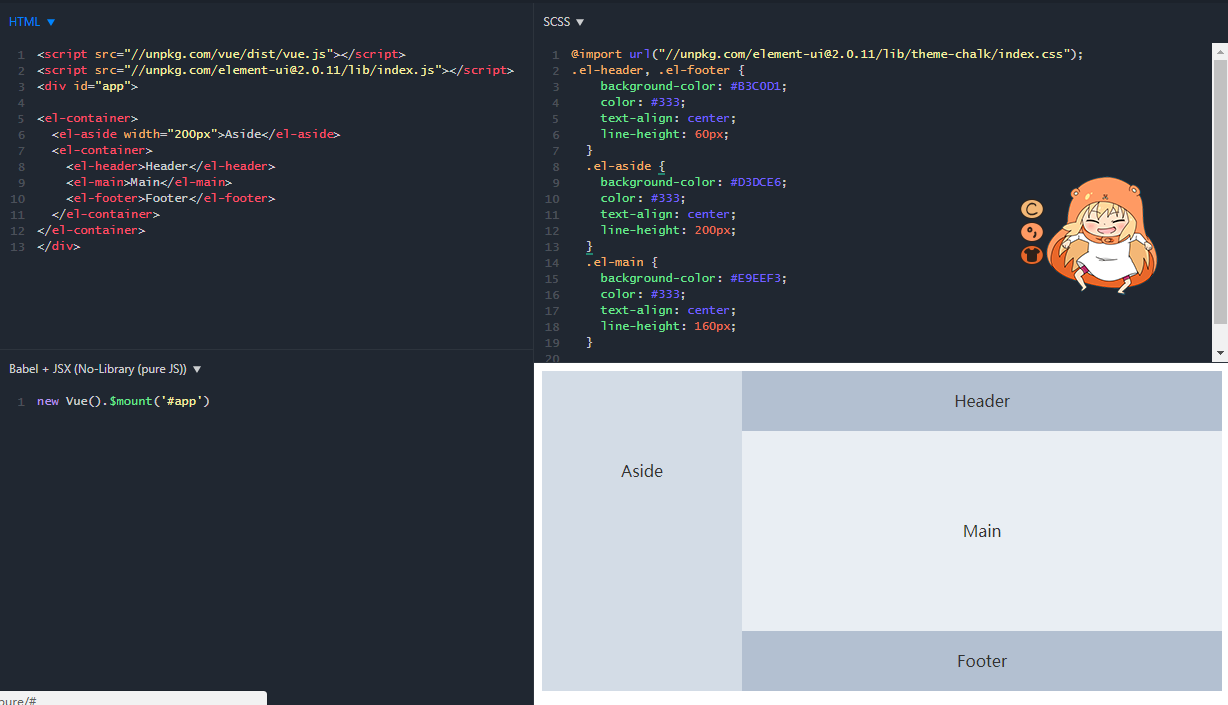 HTML ▼
1 <script src="//unpkg.com/vue/dist/vue.js"></script>
2 <script src="//unpkg.com/element-ui@2.0.11/lib/index.js"></script>
3 <div id="app">
4
5 <el-container>
6   <el-aside width="200px">Aside</el-aside>
7   <el-container>
8     <el-header>Header</el-header>
9     <el-main>Main</el-main>
10     <el-footer>Footer</el-footer>
11   </el-container>
12 </el-container>
13 </div>
SCSS ▼
1 @import url("//unpkg.com/element-ui@2.0.11/lib/theme-chalk/index.css");
2 .el-header, .el-footer {
3     background-color: #B3C0D1;
4     color: #333;
5     text-align: center;
6     line-height: 60px;
7   }
8   .el-aside {
9     background-color: #D3DCE6;
10     color: #333;
11     text-align: center;
12     line-height: 200px;
13   }
14   .el-main {
15     background-color: #E9EEF3;
16     color: #333;
17     text-align: center;
18     line-height: 160px;
19   }
20
Babel + JSX (No-Library (pure JS)) ▼
1 new Vue().$mount('#app')
Header
Aside
Main
Footer
pure/#